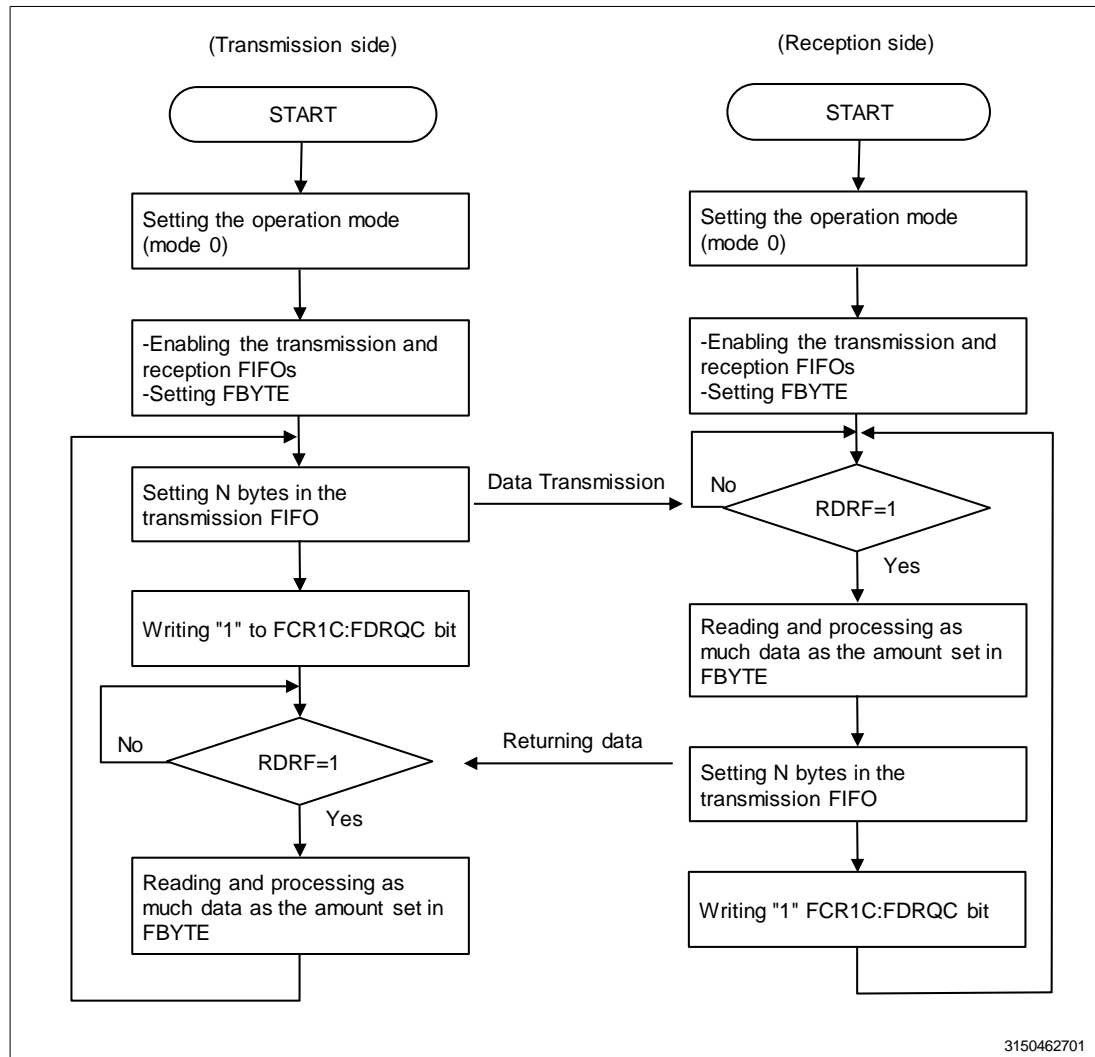 (Transmission side)
START
Setting the operation mode
(mode 0)
-Enabling the transmission and
reception FIFOs
-Setting FBYTE
Setting N bytes in the
transmission FIFO
Data Transmission
Writing "1" to FCR1C:FDRQC bit
No
RDRF=1
Yes
Returning data
Reading and processing as
much data as the amount set in
FBYTE
(Reception side)
START
Setting the operation mode
(mode 0)
-Enabling the transmission and
reception FIFOs
-Setting FBYTE
No
RDRF=1
Yes
Reading and processing as
much data as the amount set in
FBYTE
Setting N bytes in the
transmission FIFO
Writing "1" FCR1C:FDRQC bit
3150462701